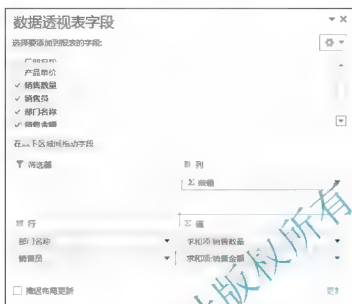 数据透视表字段
选择要添加到报表的字段:
产品名称
产品单价
销售数量
销售员
部门名称
销售金额
在以下区域间拖动字段
筛选器
列
Σ 数值
行
Σ 值
部门名称
求和项:销售数量
销售员
求和项:销售金额
推迟布局更新
版权所有